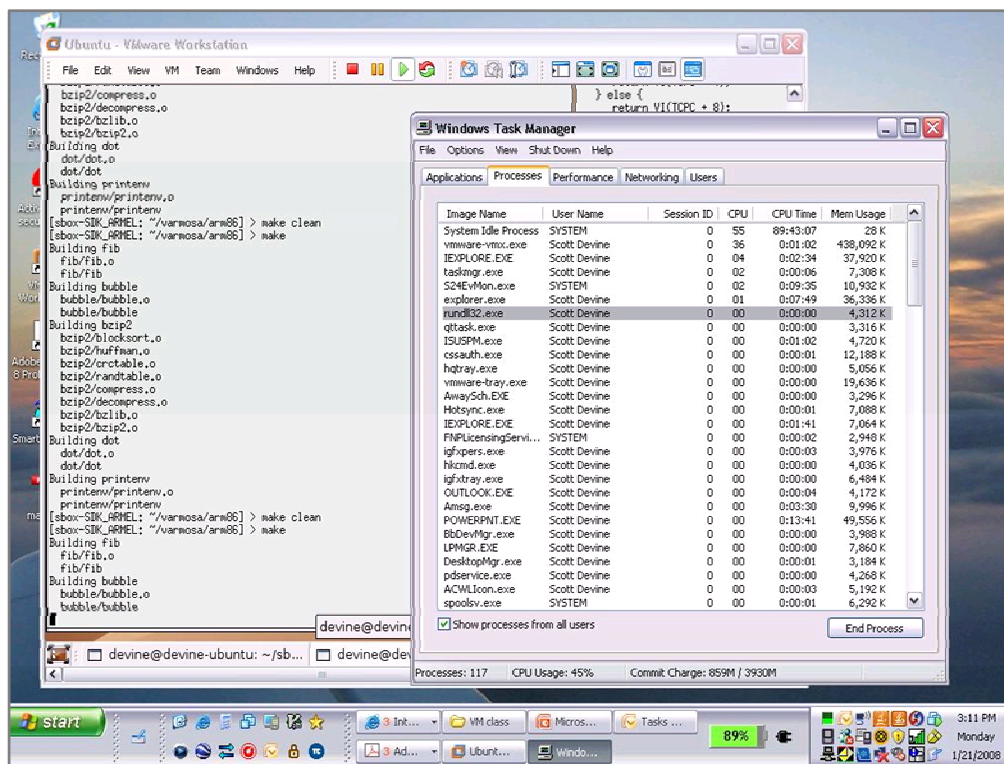 Ubuntu - VMware Workstation
File Edit View VM Team Windows Help
bzip2/compress.o
bzip2/decompress.o
bzip2/bzlib.o
bzip2/bzip2.o
Building dot
dot/dot.o
dot/dot
Building printenv
printenv/printenv.o
printenv/printenv
[sbox-SDK_ARMEL: ~/varmosa/arm86] > make clean
[sbox-SDK_ARMEL: ~/varmosa/arm86] > make
Building fib
fib/fib.o
fib/fib
Building bubble
bubble/bubble.o
bubble/bubble
Building bzip2
bzip2/blocksort.o
bzip2/huffman.o
bzip2/crctable.o
bzip2/randtable.o
bzip2/compress.o
bzip2/decompress.o
bzip2/bzlib.o
bzip2/bzip2.o
Building dot
dot/dot.o
dot/dot
Building printenv
printenv/printenv.o
printenv/printenv
[sbox-SDK_ARMEL: ~/varmosa/arm86] > make clean
[sbox-SDK_ARMEL: ~/varmosa/arm86] > make
Building fib
fib/fib.o
fib/fib
Building bubble
bubble/bubble.o
bubble/bubble
} else {
return VI(TCPC + 8);
devine@devine
devine@devine-ubuntu: ~/sb... devine@dev
Windows Task Manager
File Options View Shut Down Help
Applications Processes Performance Networking Users
Image Name User Name Session ID CPU CPU Time Mem Usage
System Idle Process SYSTEM 0 55 89:43:07 28 K
vmware-vmx.exe Scott Devine 0 36 0:01:02 438,092 K
IEXPLORE.EXE Scott Devine 0 04 0:02:34 37,920 K
taskmgr.exe Scott Devine 0 02 0:00:06 7,308 K
S24EvMon.exe SYSTEM 0 02 0:09:35 10,932 K
explorer.exe Scott Devine 0 01 0:07:49 36,336 K
rundll32.exe Scott Devine 0 00 0:00:00 4,312 K
qttask.exe Scott Devine 0 00 0:00:00 3,316 K
ISUSPM.exe Scott Devine 0 00 0:01:02 4,720 K
cssauth.exe Scott Devine 0 00 0:00:01 12,188 K
hqtray.exe Scott Devine 0 00 0:00:00 5,056 K
vmware-tray.exe Scott Devine 0 00 0:00:00 19,636 K
AwaySch.EXE Scott Devine 0 00 0:00:00 3,296 K
Hotsync.exe Scott Devine 0 00 0:00:01 7,088 K
IEXPLORE.EXE Scott Devine 0 00 0:01:41 7,064 K
FNPLicensingServi... SYSTEM 0 00 0:00:02 2,948 K
igfxpers.exe Scott Devine 0 00 0:00:03 3,976 K
hkcmd.exe Scott Devine 0 00 0:00:00 4,036 K
igfxtray.exe Scott Devine 0 00 0:00:00 6,484 K
OUTLOOK.EXE Scott Devine 0 00 0:00:04 4,172 K
Amsg.exe Scott Devine 0 00 0:03:30 9,996 K
POWERPNT.EXE Scott Devine 0 00 0:13:41 49,556 K
BbDevMgr.exe Scott Devine 0 00 0:00:00 3,988 K
LPMGR.EXE Scott Devine 0 00 0:00:00 7,860 K
DesktopMgr.exe Scott Devine 0 00 0:00:01 3,184 K
pdservice.exe Scott Devine 0 00 0:00:00 4,268 K
ACWLIcon.exe Scott Devine 0 00 0:00:03 5,192 K
spoolsv.exe SYSTEM 0 00 0:00:01 6,292 K
Show processes from all users End Process
Processes: 117 CPU Usage: 45% Commit Charge: 859M / 3930M
start
3 Int... VM class Micros... Tasks ...
3 Ad... Ubunt... Windo...
89%
3:11 PM
Monday
1/21/2008